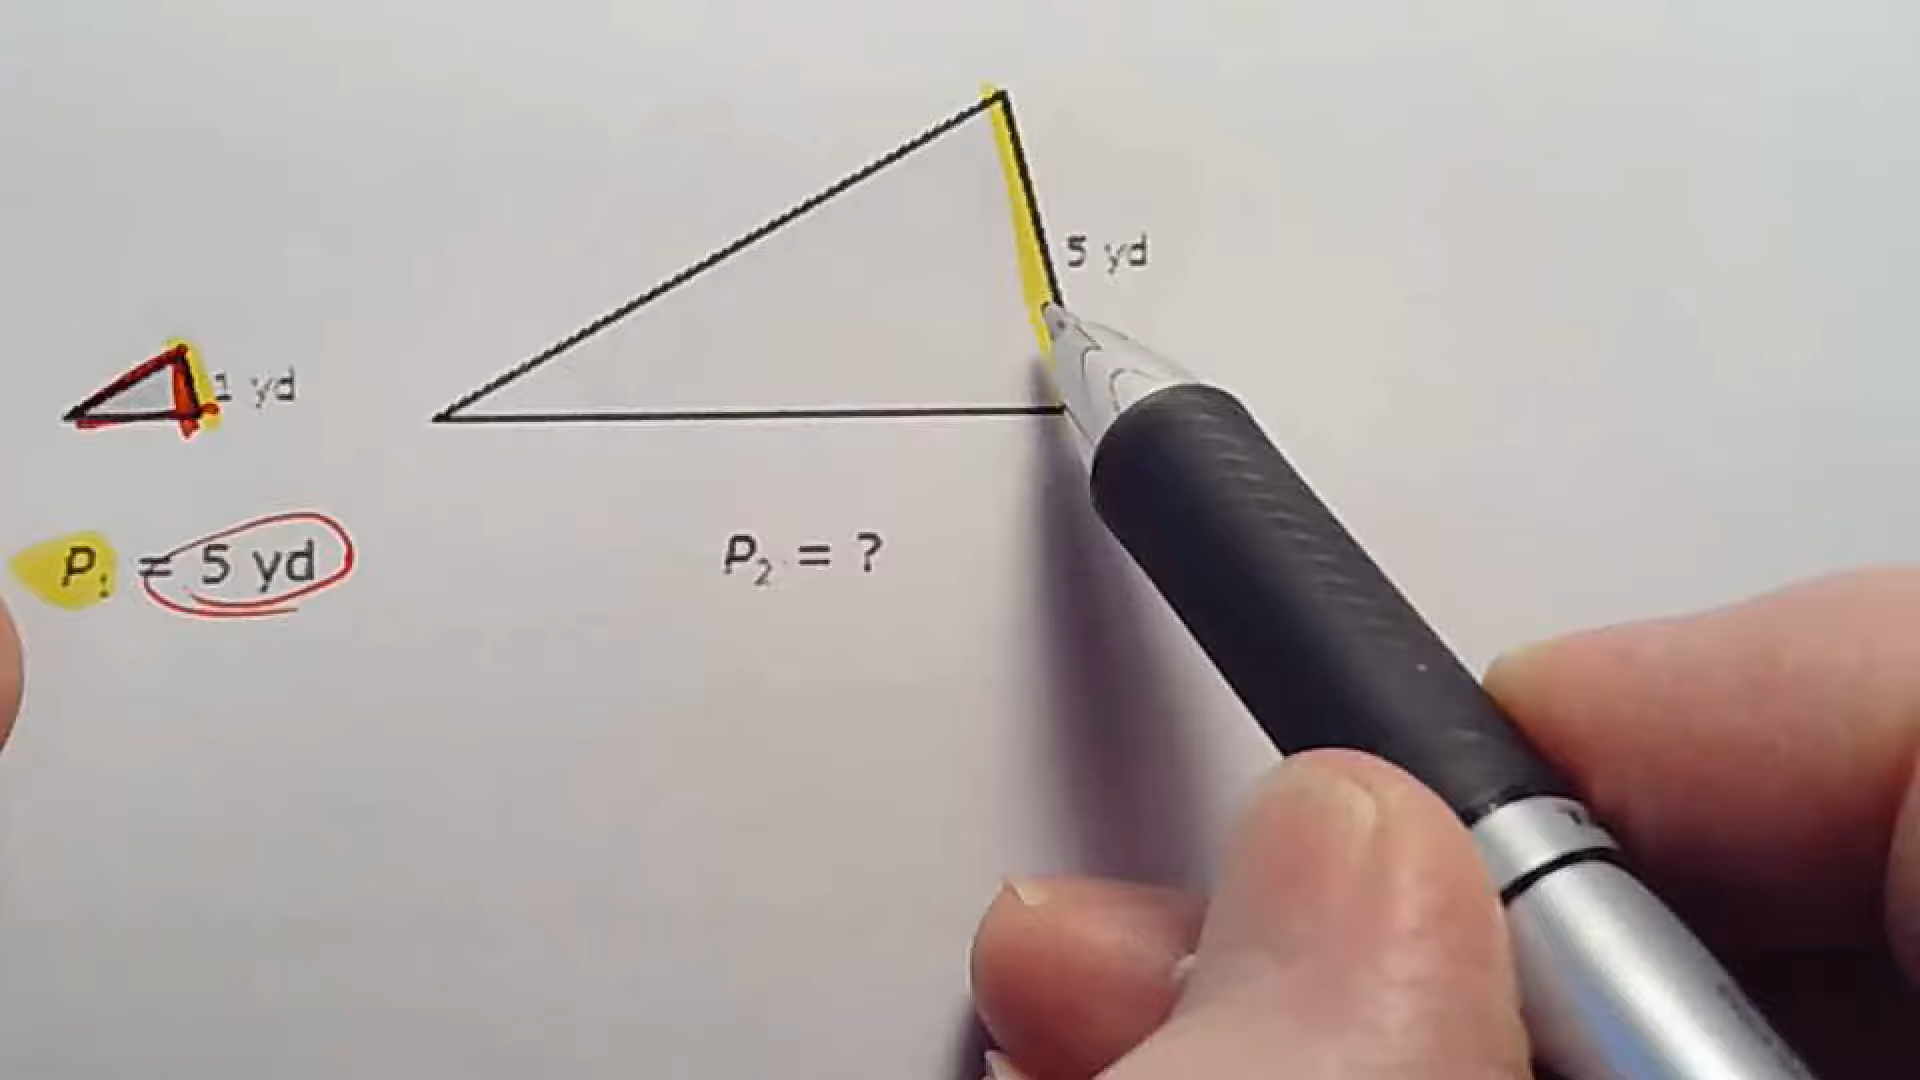 5 yd
1 yd
P₁ = 5 yd
P₂ = ?